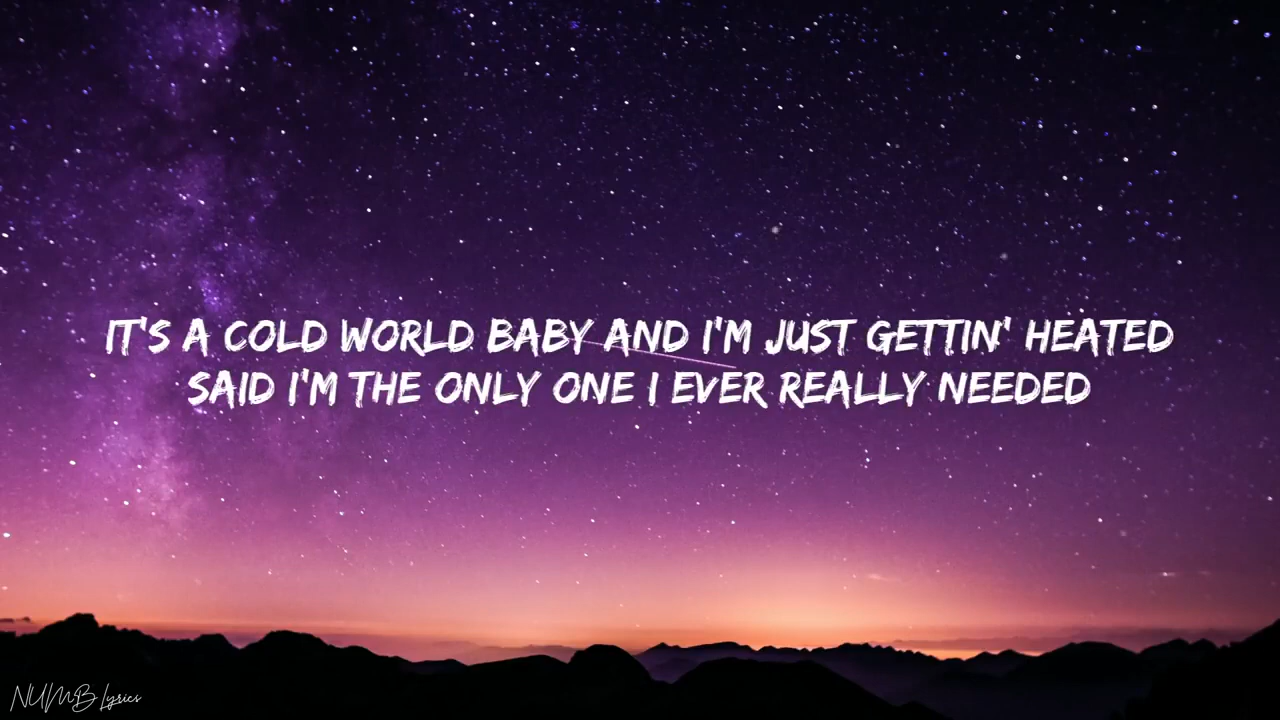 IT'S A COLD WORLD BABY AND I'M JUST GETTIN' HEATED
SAID I'M THE ONLY ONE I EVER REALLY NEEDED
NUMB Lyrics